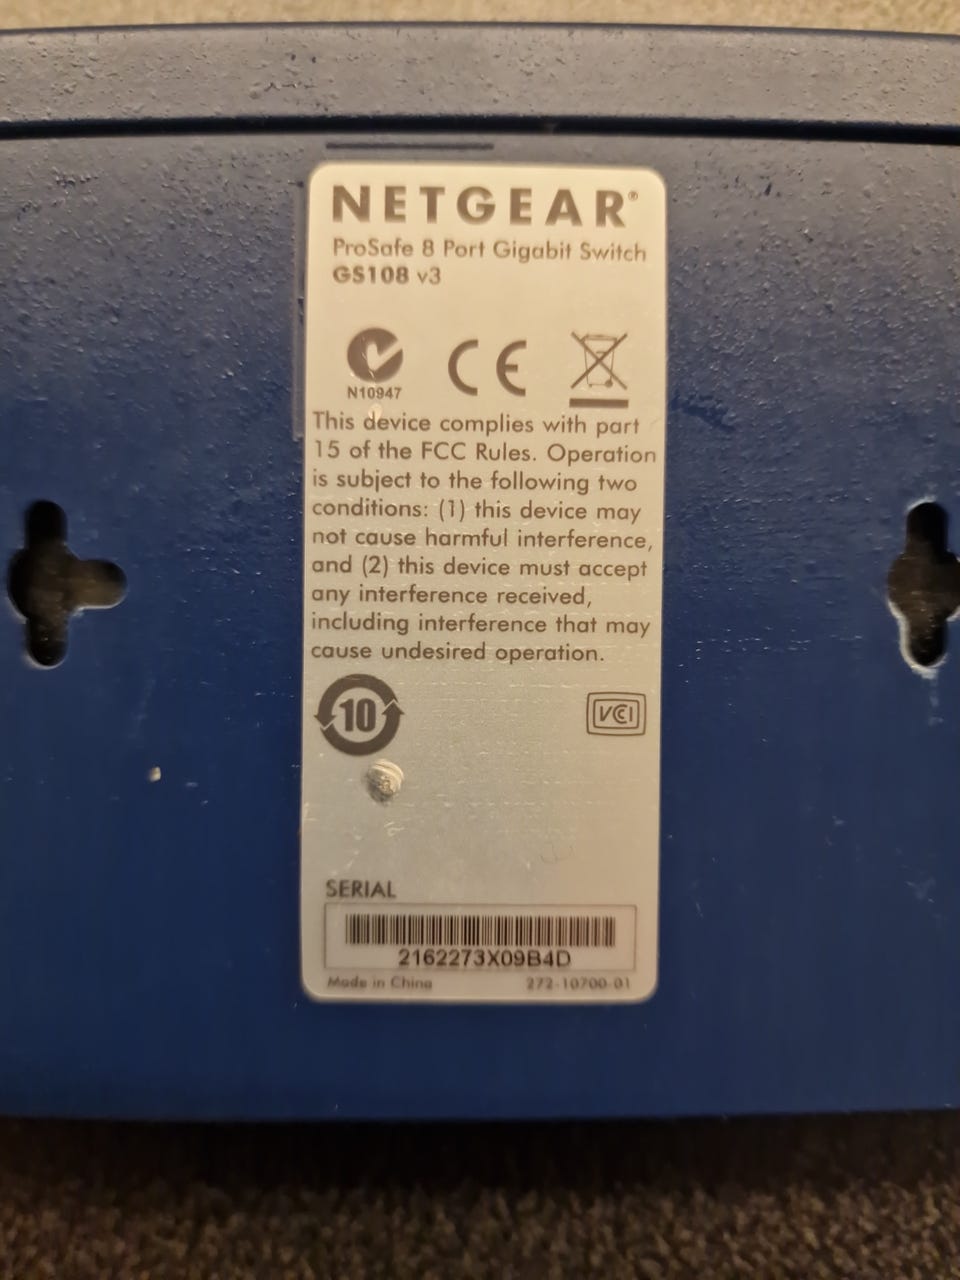 NETGEAR®
ProSafe 8 Port Gigabit Switch
GS108 v3
N10947
CE
This device complies with part
15 of the FCC Rules. Operation
is subject to the following two
conditions: (1) this device may
not cause harmful interference,
and (2) this device must accept
any interference received,
including interference that may
cause undesired operation.
10
VCI
SERIAL
2162273X09B4D
Made in China 272-10700-01